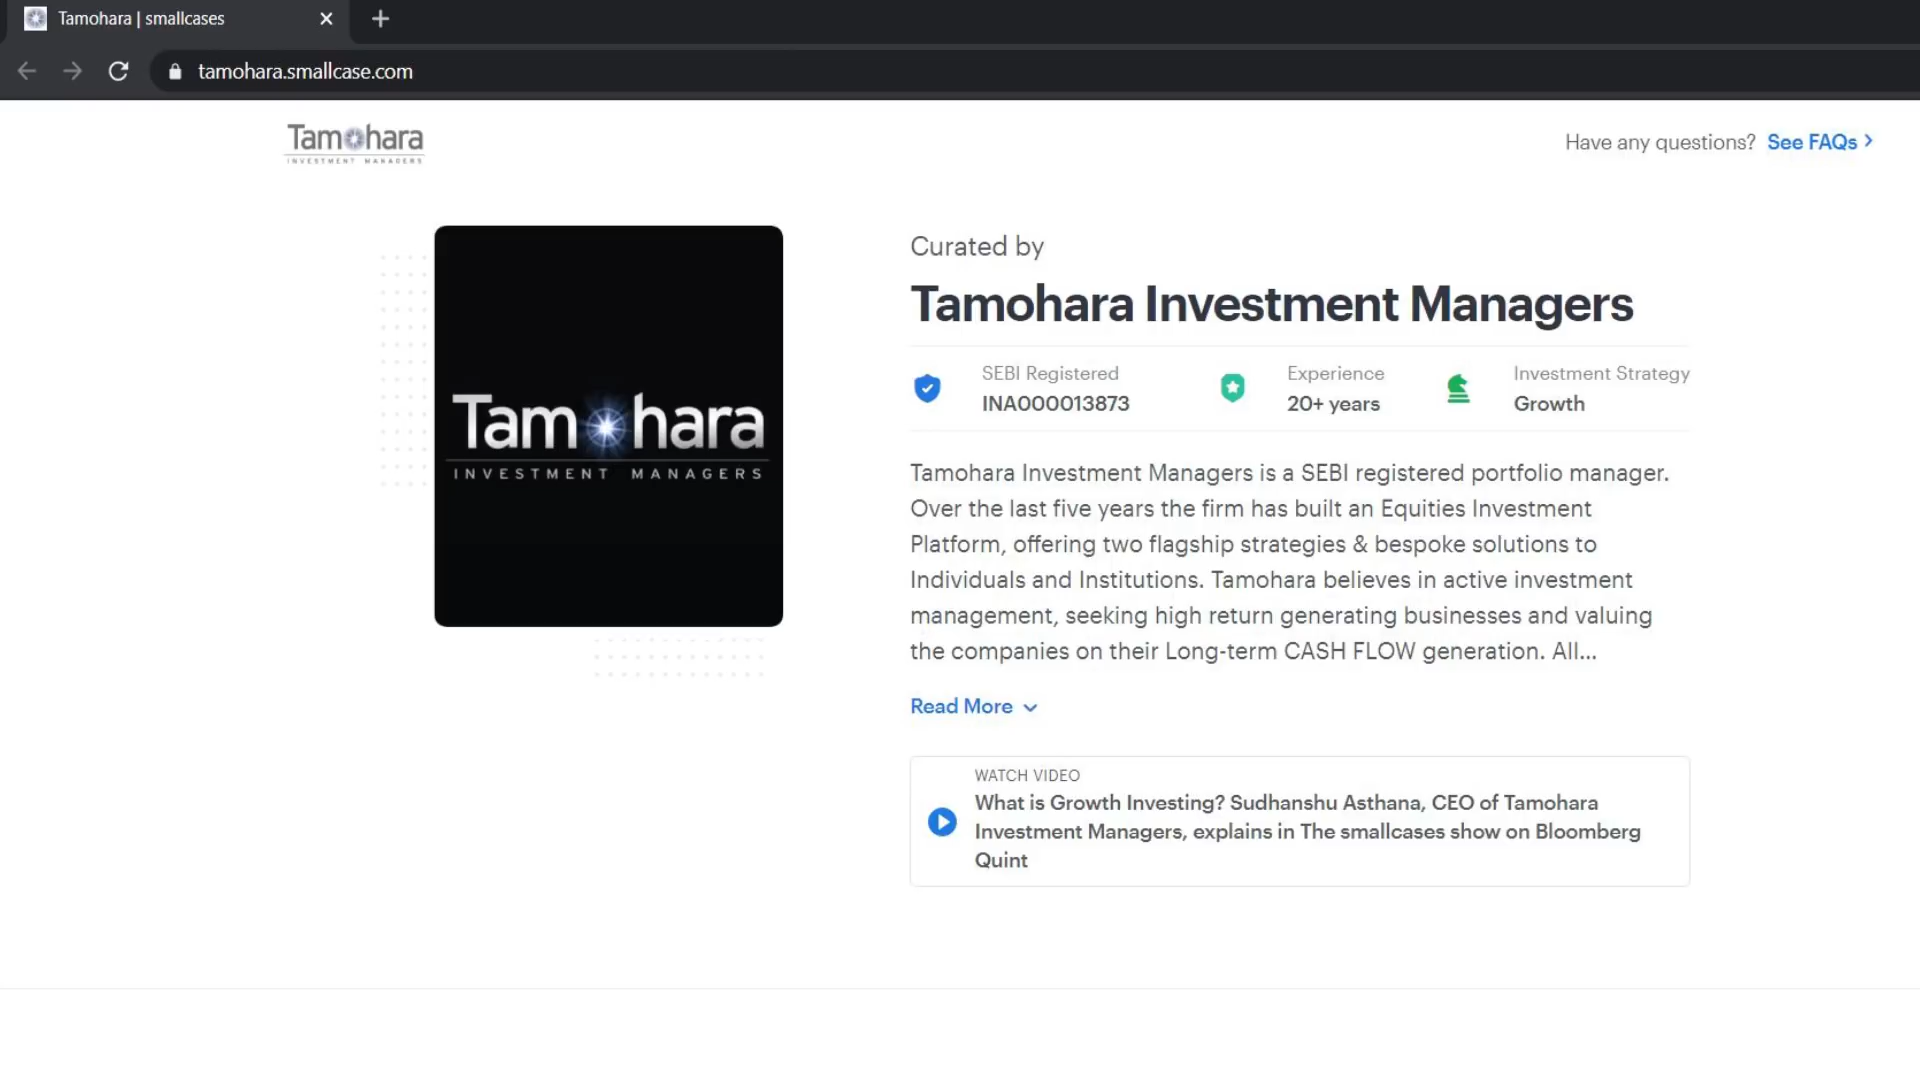 Tamohara | smallcases
tamohara.smallcase.com
Tamohara
INVESTMENT MANAGERS
Have any questions? See FAQs
Tamohara
INVESTMENT MANAGERS
Curated by
Tamohara Investment Managers
SEBI Registered
INA000013873
Experience
20+ years
Investment Strategy
Growth
Tamohara Investment Managers is a SEBI registered portfolio manager.
Over the last five years the firm has built an Equities Investment
Platform, offering two flagship strategies & bespoke solutions to
Individuals and Institutions. Tamohara believes in active investment
management, seeking high return generating businesses and valuing
the companies on their Long-term CASH FLOW generation. All...
Read More
WATCH VIDEO
What is Growth Investing? Sudhanshu Asthana, CEO of Tamohara
Investment Managers, explains in The smallcases show on Bloomberg
Quint